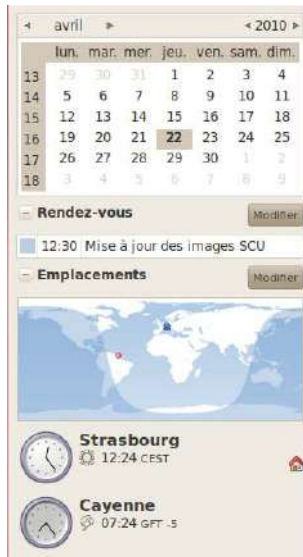 avril 2010
lun. mar. mer. jeu. ven. sam. dim.
13 29 30 31 1 2 3 4
14 5 6 7 8 9 10 11
15 12 13 14 15 16 17 18
16 19 20 21 22 23 24 25
17 26 27 28 29 30 1 2
18 3 4 5 6 7 8 9
Rendez-vous Modifier
12:30 Mise à jour des images SCU
Emplacements Modifier
Strasbourg
12:24 CEST
Cayenne
07:24 GFT -5